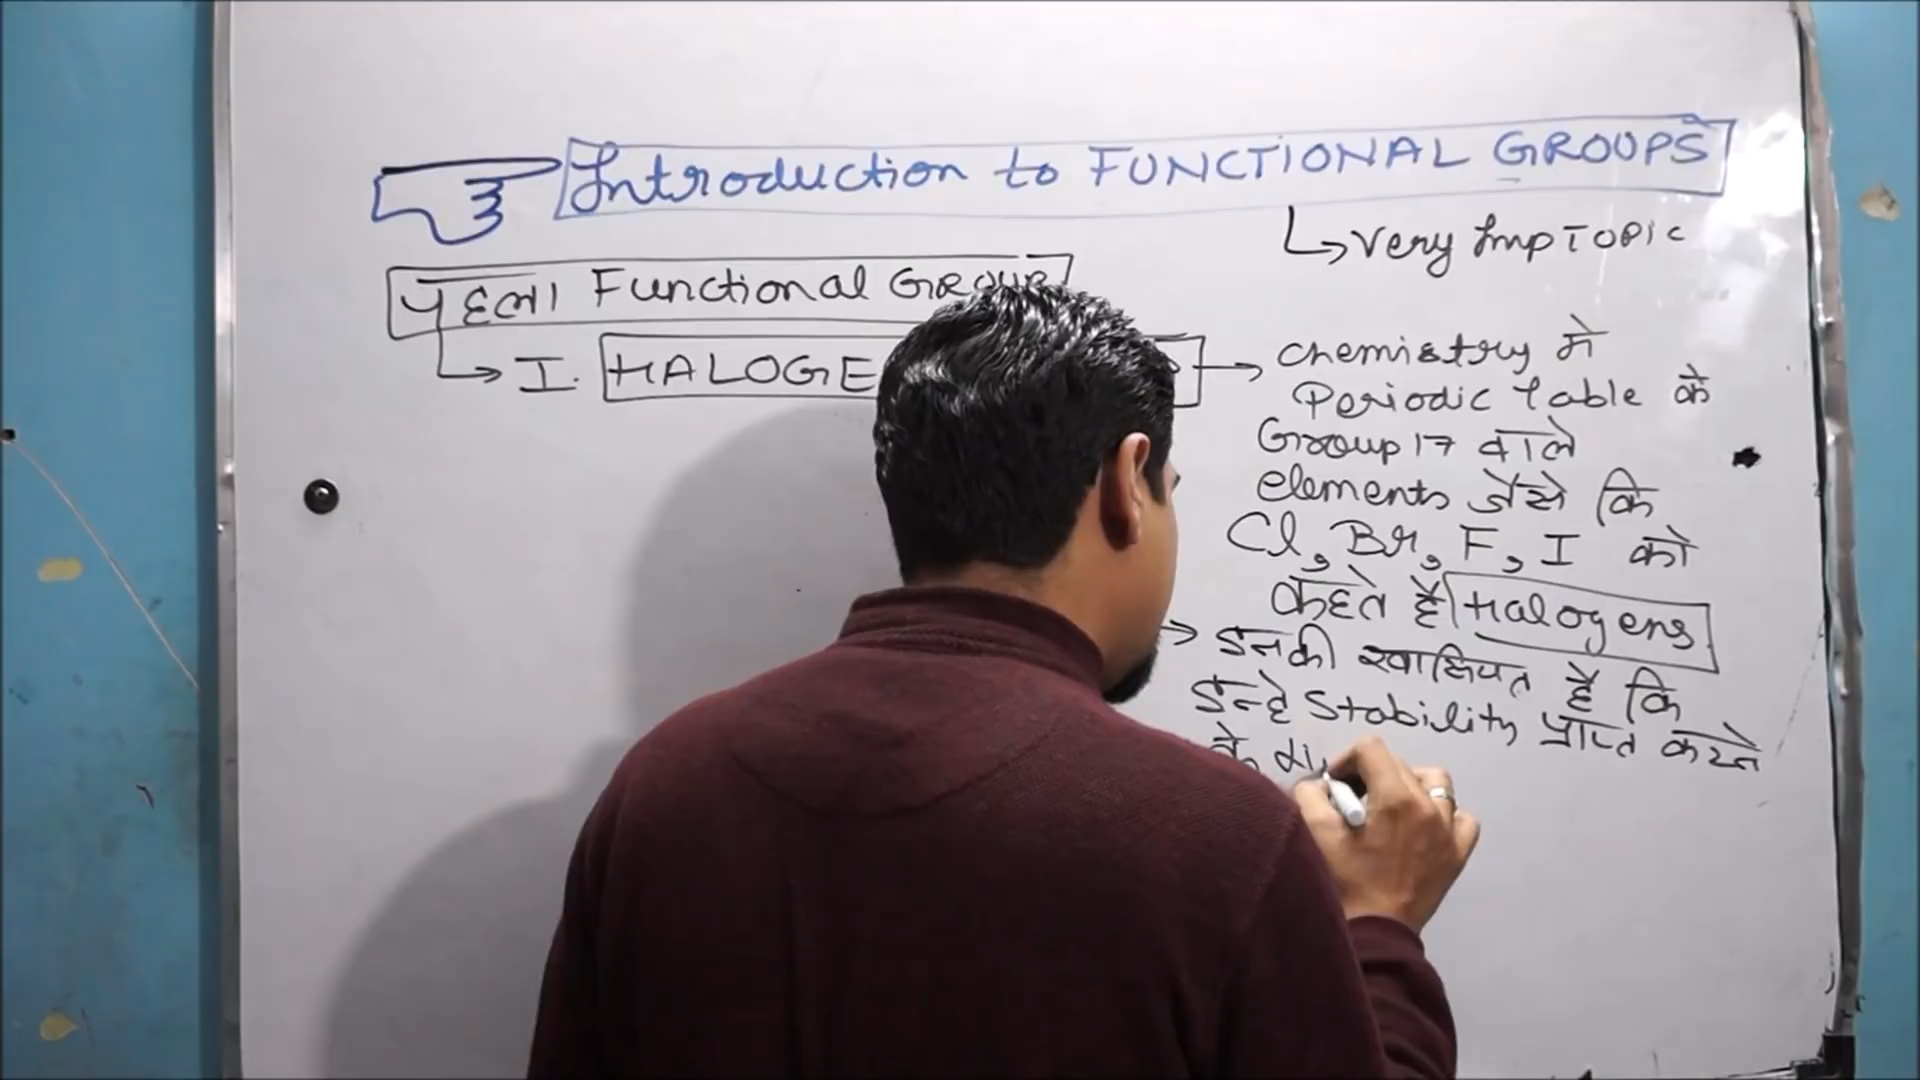 Introduction to FUNCTIONAL GROUPS
Very Imp TOPIC
पहला Functional Group
I. HALOGE
Chemistry में
Periodic Table के
Group 17 वाले
elements जैसे कि
Cl, Br, F, I को
कहते हैं Halogens
इनकी खासियत है कि
इन्हे Stability प्राप्त करने
के